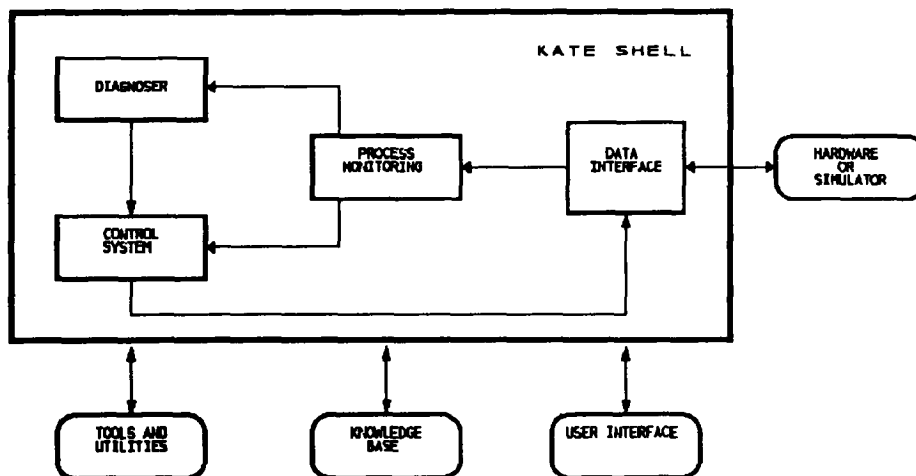 KATE SHELL
DIAGNOSER
PROCESS
MONITORING
DATA
INTERFACE
HARDWARE
OR
SIMULATOR
CONTROL
SYSTEM
TOOLS AND
UTILITIES
KNOWLEDGE
BASE
USER INTERFACE